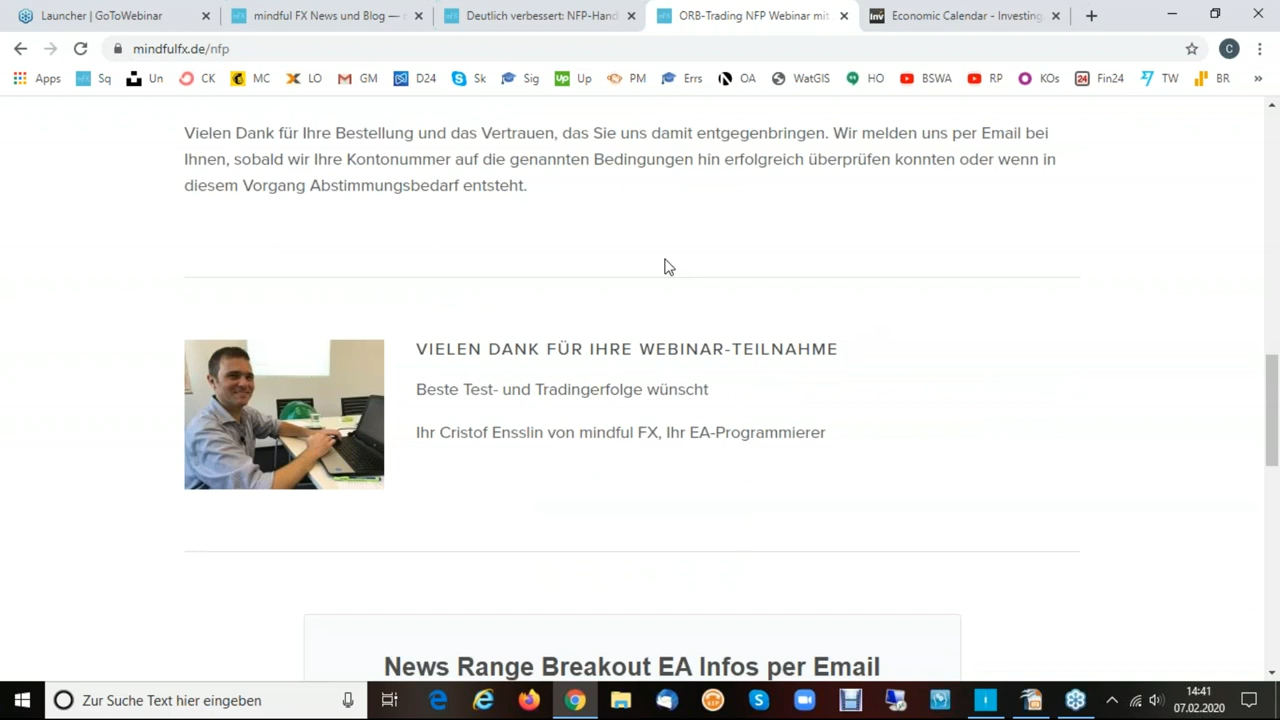 Launcher | GoToWebinar
mindful FX News und Blog —
Deutlich verbessert: NFP-Hand
ORB-Trading NFP Webinar mit
Inv
Economic Calendar - Investing.
mindfulfx.de/nfp
C
Apps
Sq
Un
CK
MC
LO
GM
D24
Sk
Sig
Up
PM
Errs
OA
WatGIS
HO
BSWA
RP
KOs
Fin24
TW
BR
Vielen Dank für Ihre Bestellung und das Vertrauen, das Sie uns damit entgegenbringen. Wir melden uns per Email bei
Ihnen, sobald wir Ihre Kontonummer auf die genannten Bedingungen hin erfolgreich überprüfen konnten oder wenn in
diesem Vorgang Abstimmungsbedarf entsteht.
VIELEN DANK FÜR IHRE WEBINAR-TEILNAHME
Beste Test- und Tradingerfolge wünscht
Ihr Cristof Ensslin von mindful FX, Ihr EA-Programmierer
News Range Breakout EA Infos per Email
Zur Suche Text hier eingeben
14:41
07.02.2020